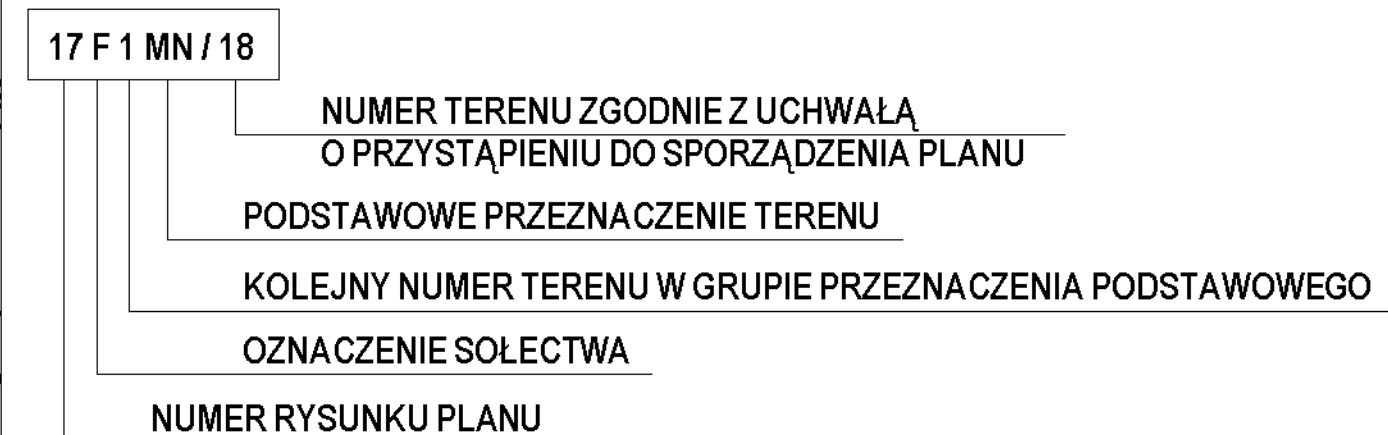 17 F 1 MN / 18
NUMER TERENU ZGODNIE Z UCHWAŁĄ
O PRZYSTĄPIENIU DO SPORZĄDZENIA PLANU
PODSTAWOWE PRZEZNACZENIE TERENU
KOLEJNY NUMER TERENU W GRUPIE PRZEZNACZENIA PODSTAWOWEGO
OZNACZENIE SOŁECTWA
NUMER RYSUNKU PLANU